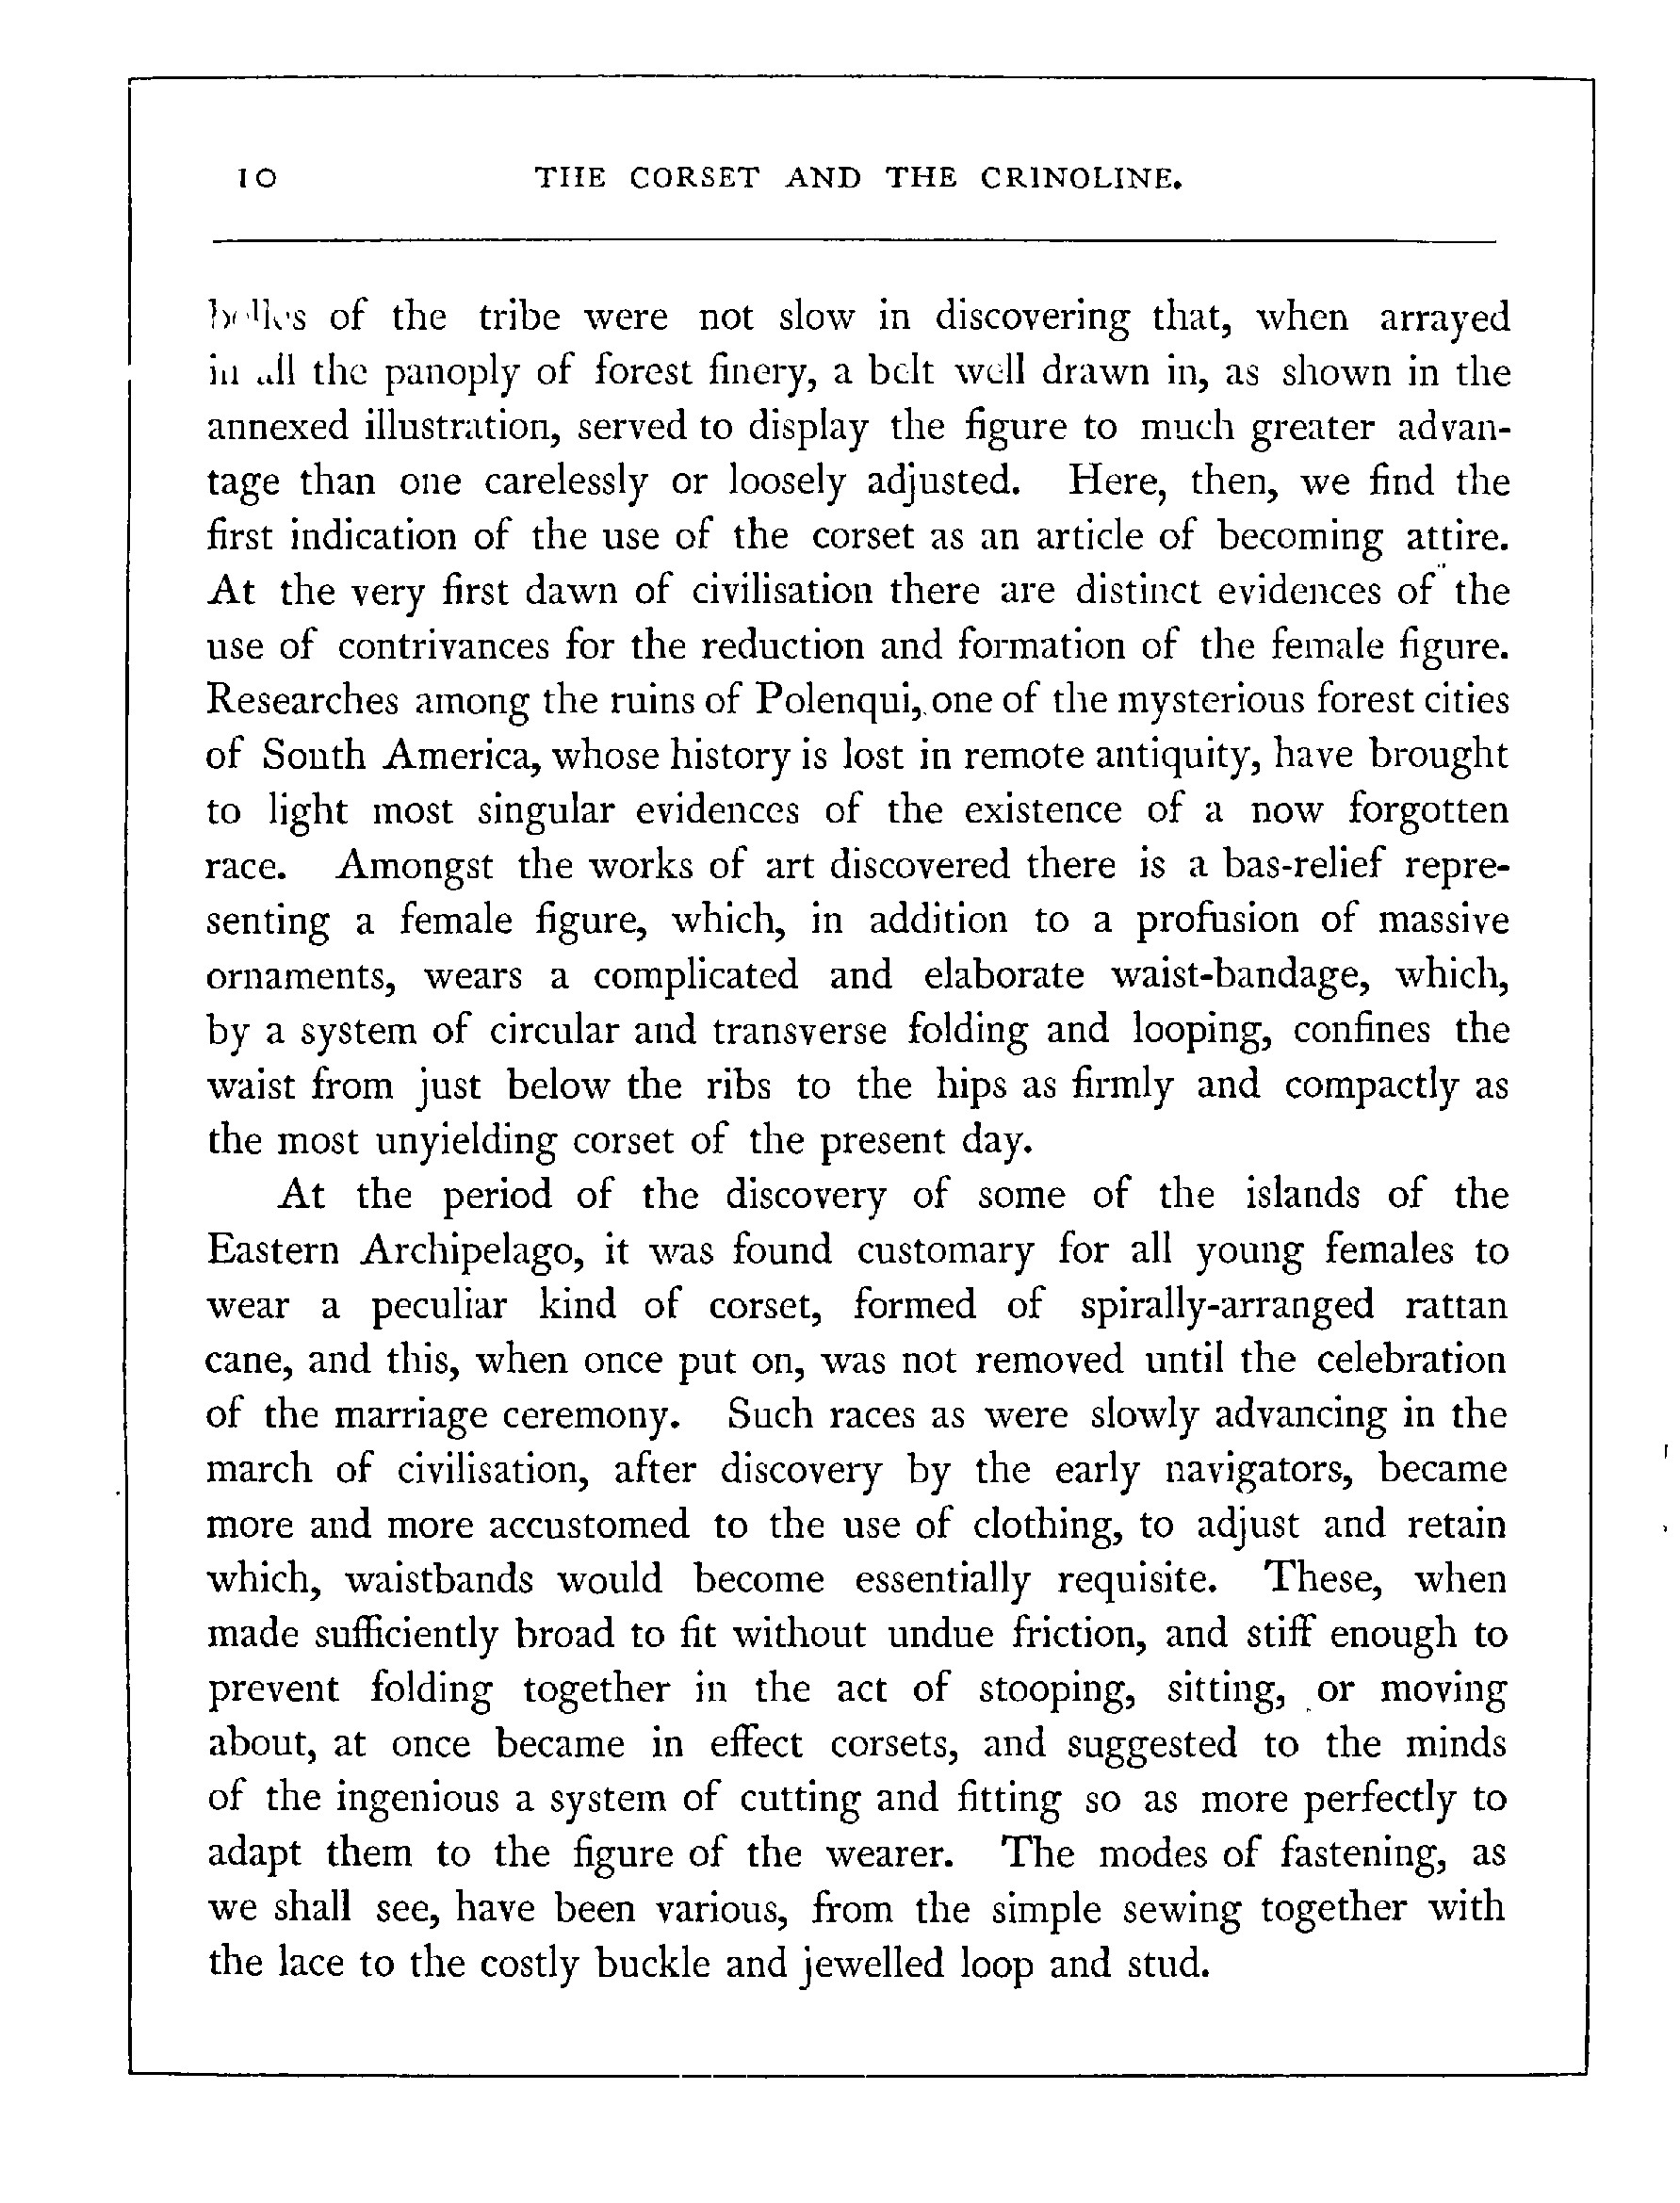 10 THE CORSET AND THE CRINOLINE.
belles of the tribe were not slow in discovering that, when arrayed
in all the panoply of forest finery, a belt well drawn in, as shown in the
annexed illustration, served to display the figure to much greater advan-
tage than one carelessly or loosely adjusted. Here, then, we find the
first indication of the use of the corset as an article of becoming attire.
At the very first dawn of civilisation there are distinct evidences of the
use of contrivances for the reduction and formation of the female figure.
Researches among the ruins of Polenqui, one of the mysterious forest cities
of South America, whose history is lost in remote antiquity, have brought
to light most singular evidences of the existence of a now forgotten
race. Amongst the works of art discovered there is a bas-relief repre-
senting a female figure, which, in addition to a profusion of massive
ornaments, wears a complicated and elaborate waist-bandage, which,
by a system of circular and transverse folding and looping, confines the
waist from just below the ribs to the hips as firmly and compactly as
the most unyielding corset of the present day.
At the period of the discovery of some of the islands of the
Eastern Archipelago, it was found customary for all young females to
wear a peculiar kind of corset, formed of spirally-arranged rattan
cane, and this, when once put on, was not removed until the celebration
of the marriage ceremony. Such races as were slowly advancing in the
march of civilisation, after discovery by the early navigators, became
more and more accustomed to the use of clothing, to adjust and retain
which, waistbands would become essentially requisite. These, when
made sufficiently broad to fit without undue friction, and stiff enough to
prevent folding together in the act of stooping, sitting, or moving
about, at once became in effect corsets, and suggested to the minds
of the ingenious a system of cutting and fitting so as more perfectly to
adapt them to the figure of the wearer. The modes of fastening, as
we shall see, have been various, from the simple sewing together with
the lace to the costly buckle and jewelled loop and stud.